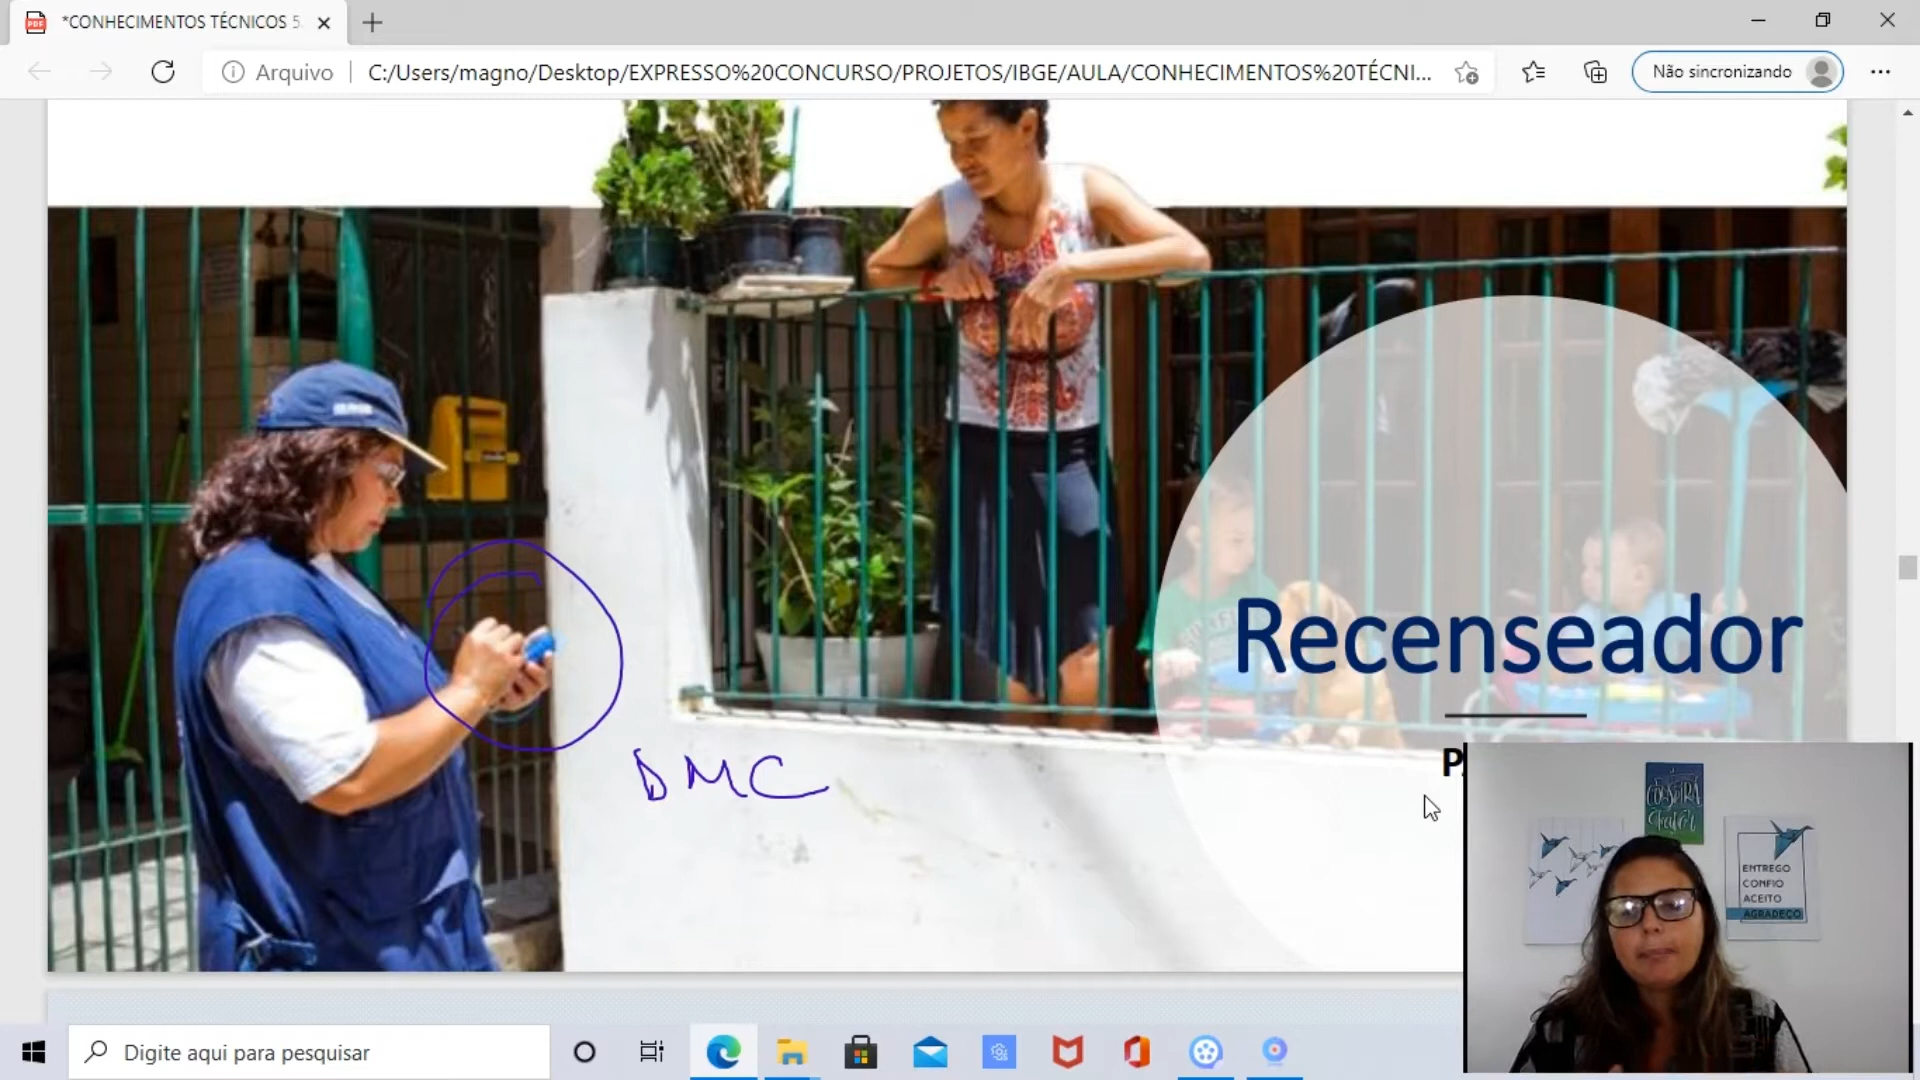 *CONHECIMENTOS TÉCNICOS 5.
Arquivo
C:/Users/magno/Desktop/EXPRESSO%20CONCURSO/PROJETOS/IBGE/AULA/CONHECIMENTOS%20TÉCNI...
Não sincronizando
Recenseador
DMC
ENTREGO
CONFIO
ACEITO
AGRADEÇO
Digite aqui para pesquisar